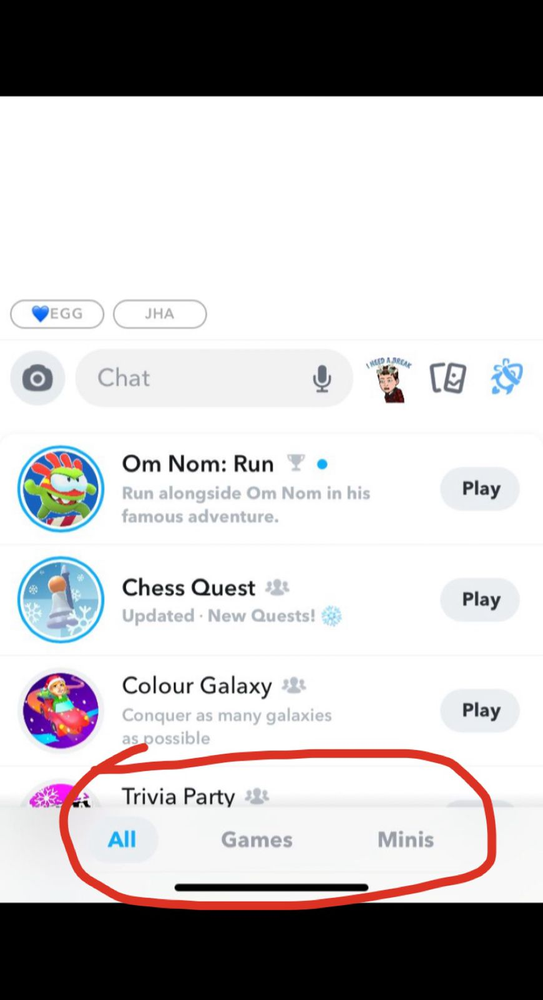 💙EGG JHA
Chat
I NEED A BREAK
Om Nom: Run
Run alongside Om Nom in his
famous adventure.
Play
Chess Quest
Updated · New Quests! ❄️
Play
Colour Galaxy
Conquer as many galaxies
as possible
Play
Trivia Party
All Games Minis